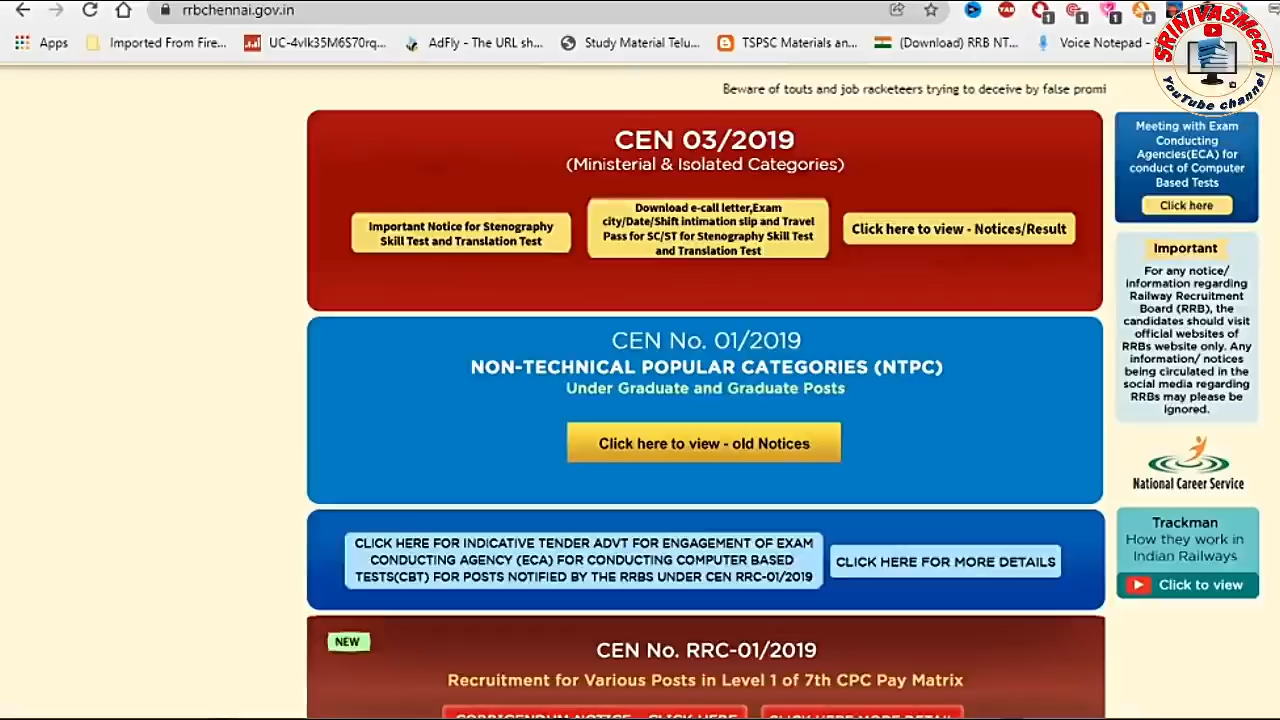 rrbchennai.gov.in
Apps
Imported From Fire...
UC-4vlk35M6S70rq...
AdFly - The URL sh...
Study Material Telu...
TSPSC Materials an...
(Download) RRB NT...
Voice Notepad -
SRINIVASMech
YouTube channel
Beware of touts and job racketeers trying to deceive by false promi
CEN 03/2019
(Ministerial & Isolated Categories)
Important Notice for Stenography
Skill Test and Translation Test
Download e-call letter,Exam
city/Date/Shift intimation slip and Travel
Pass for SC/ST for Stenography Skill Test
and Translation Test
Click here to view - Notices/Result
CEN No. 01/2019
NON-TECHNICAL POPULAR CATEGORIES (NTPC)
Under Graduate and Graduate Posts
Click here to view - old Notices
CLICK HERE FOR INDICATIVE TENDER ADVT FOR ENGAGEMENT OF EXAM
CONDUCTING AGENCY (ECA) FOR CONDUCTING COMPUTER BASED
TESTS(CBT) FOR POSTS NOTIFIED BY THE RRBS UNDER CEN RRC-01/2019
CLICK HERE FOR MORE DETAILS
NEW
CEN No. RRC-01/2019
Recruitment for Various Posts in Level 1 of 7th CPC Pay Matrix
CORRIGENDUM NOTICE - CLICK HERE
CLICK HERE MORE DETAIL
Meeting with Exam
Conducting
Agencies(ECA) for
conduct of Computer
Based Tests
Click here
Important
For any notice/
information regarding
Railway Recruitment
Board (RRB), the
candidates should visit
official websites of
RRBs website only. Any
information/ notices
being circulated in the
social media regarding
RRBs may please be
ignored.
National Career Service
Trackman
How they work in
Indian Railways
Click to view